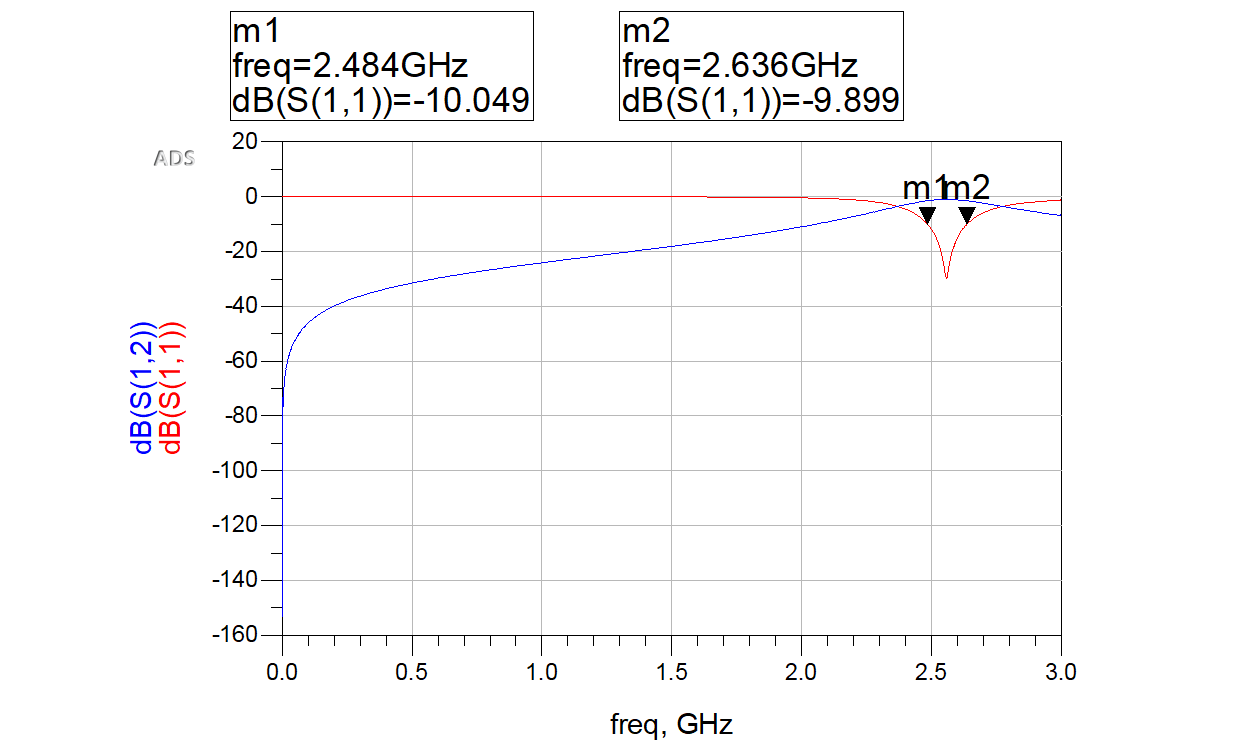 m1
freq=2.484GHz
dB(S(1,1))=-10.049
m2
freq=2.636GHz
dB(S(1,1))=-9.899
ADS
m1
m2
20
0
-20
-40
-60
-80
-100
-120
-140
-160
dB(S(1,2))
dB(S(1,1))
0.0
0.5
1.0
1.5
2.0
2.5
3.0
freq, GHz